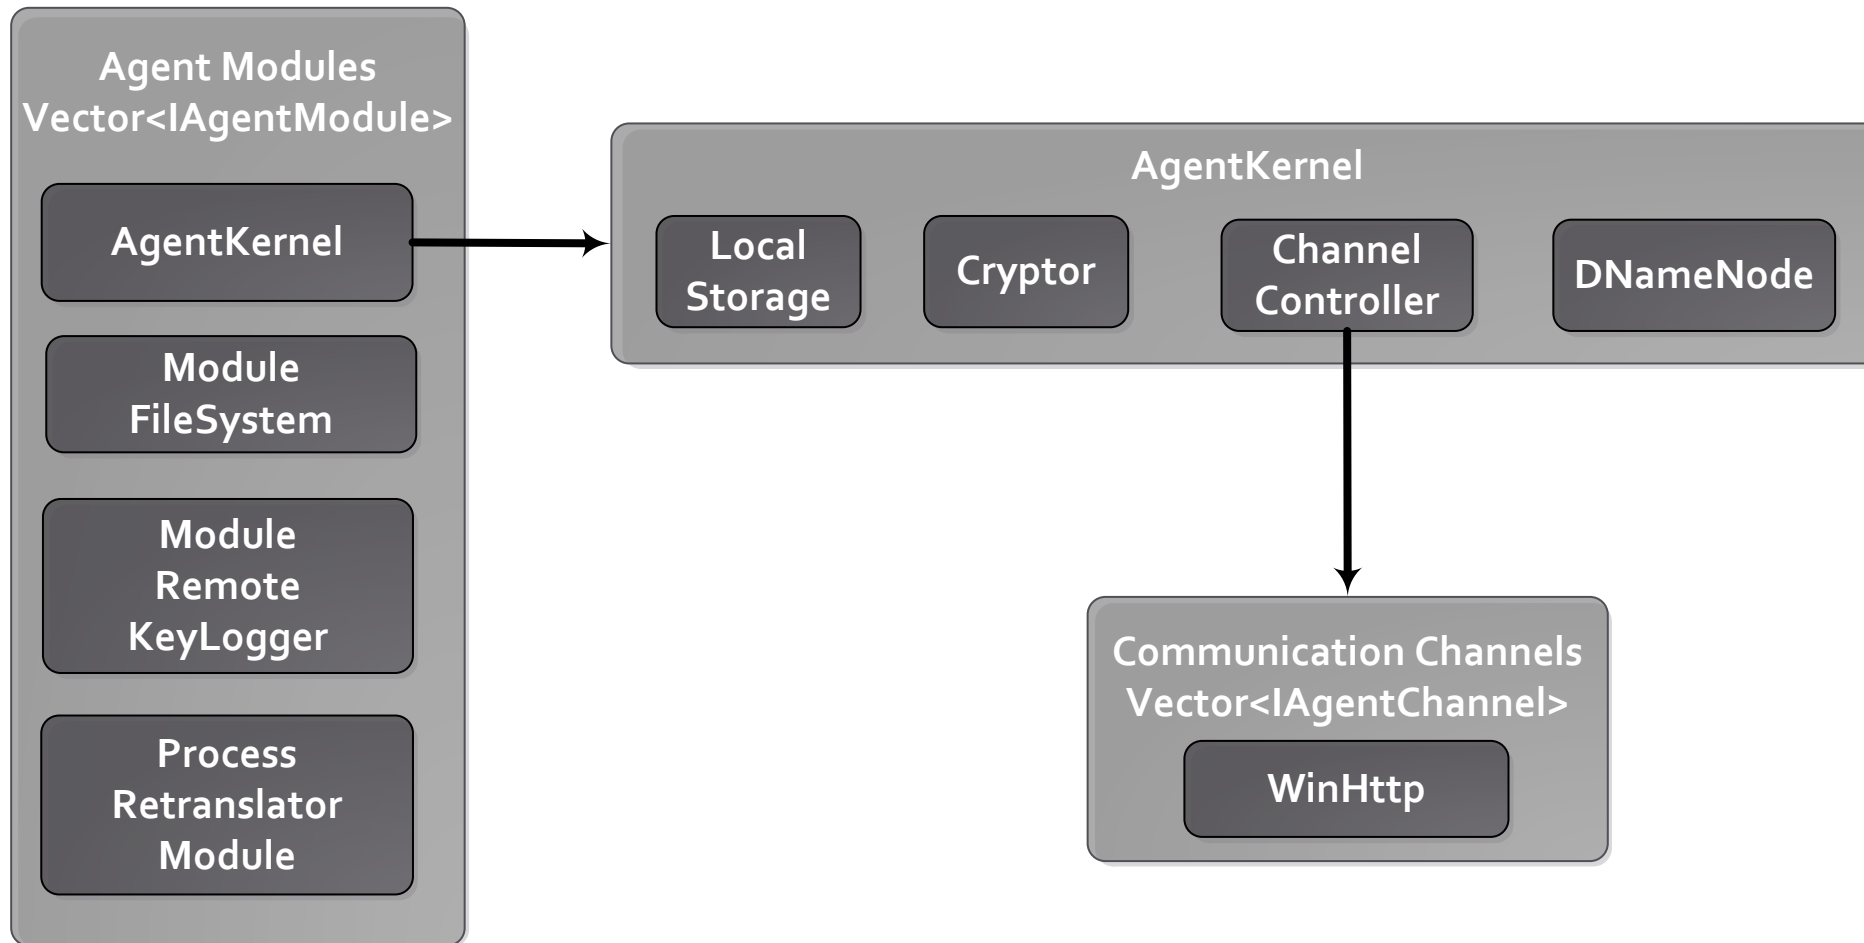 Agent Modules
Vector<IAgentModule>
AgentKernel
Module
FileSystem
Module
Remote
KeyLogger
Process
Retranslator
Module
AgentKernel
Local
Storage
Cryptor
Channel
Controller
DNameNode
Communication Channels
Vector<IAgentChannel>
WinHttp